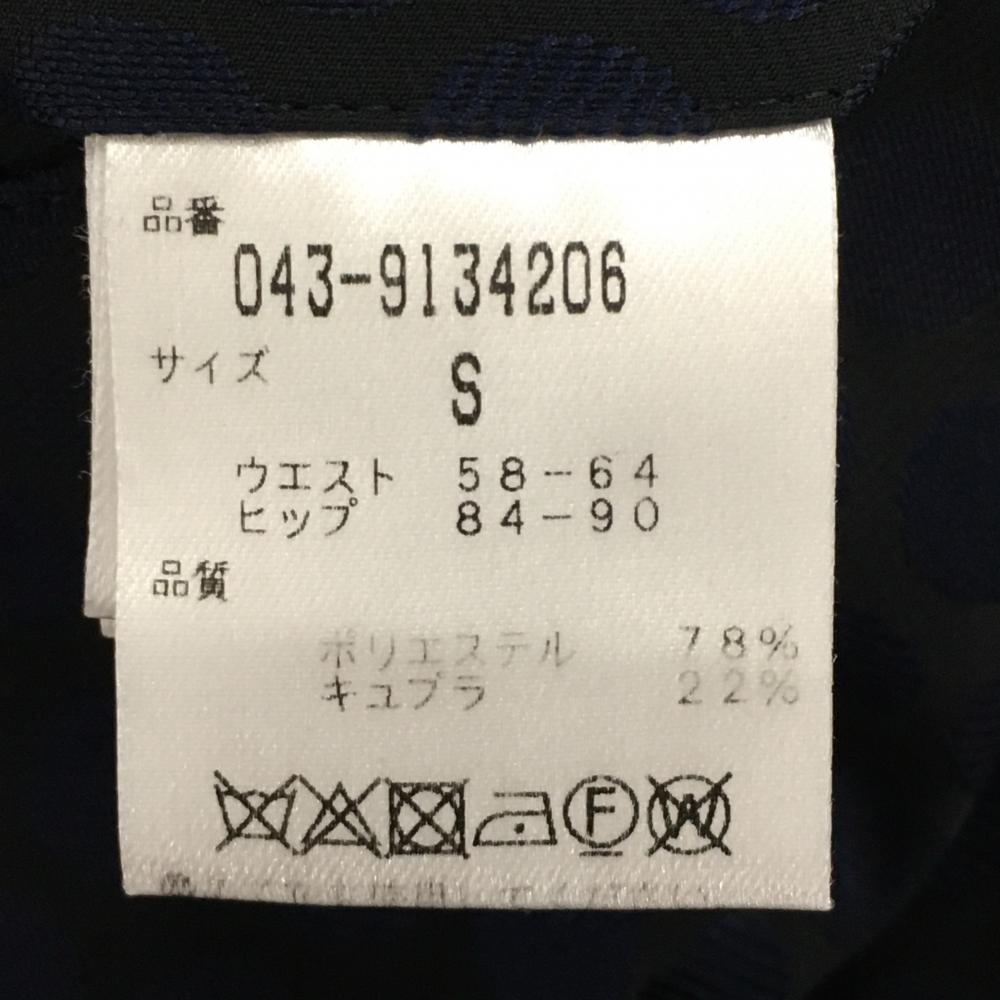 品番
043-9134206
サイズ
S
ウエスト 58-64
ヒップ 84-90
品質
ポリエステル 78%
キュプラ 22%
F
W